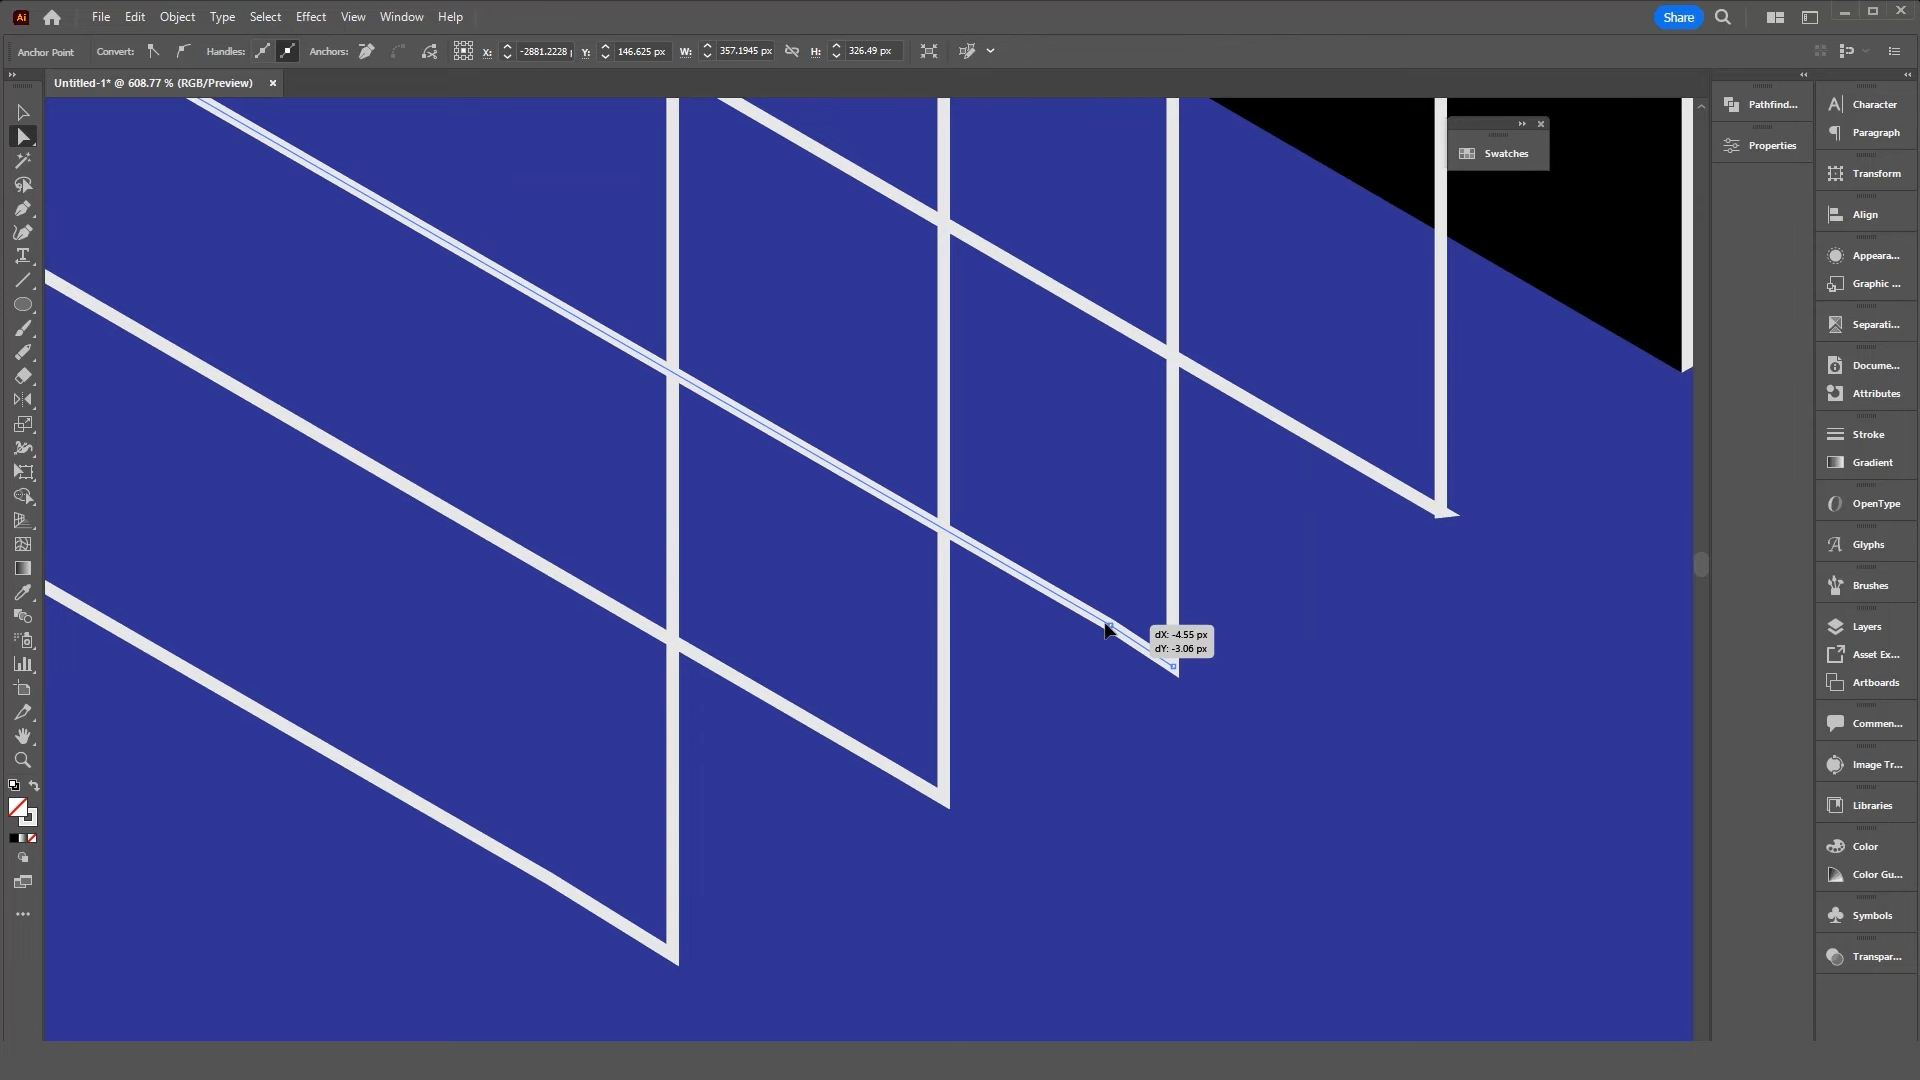 Ai File Edit Object Type Select Effect View Window Help Share
Anchor Point Convert: Handles: Anchors: X: -2881.2228 Y: 146.625 px W: 357.1945 px H: 326.49 px
Untitled-1* @ 608.77 % (RGB/Preview)
Pathfind...
Properties
Swatches
Character
Paragraph
Transform
Align
Appeara...
Graphic ...
Separati...
Docume...
Attributes
Stroke
Gradient
OpenType
Glyphs
Brushes
Layers
Asset Ex...
Artboards
Commen...
Image Tr...
Libraries
Color
Color Gu...
Symbols
Transpar...
dX: -4.55 px
dY: -3.06 px